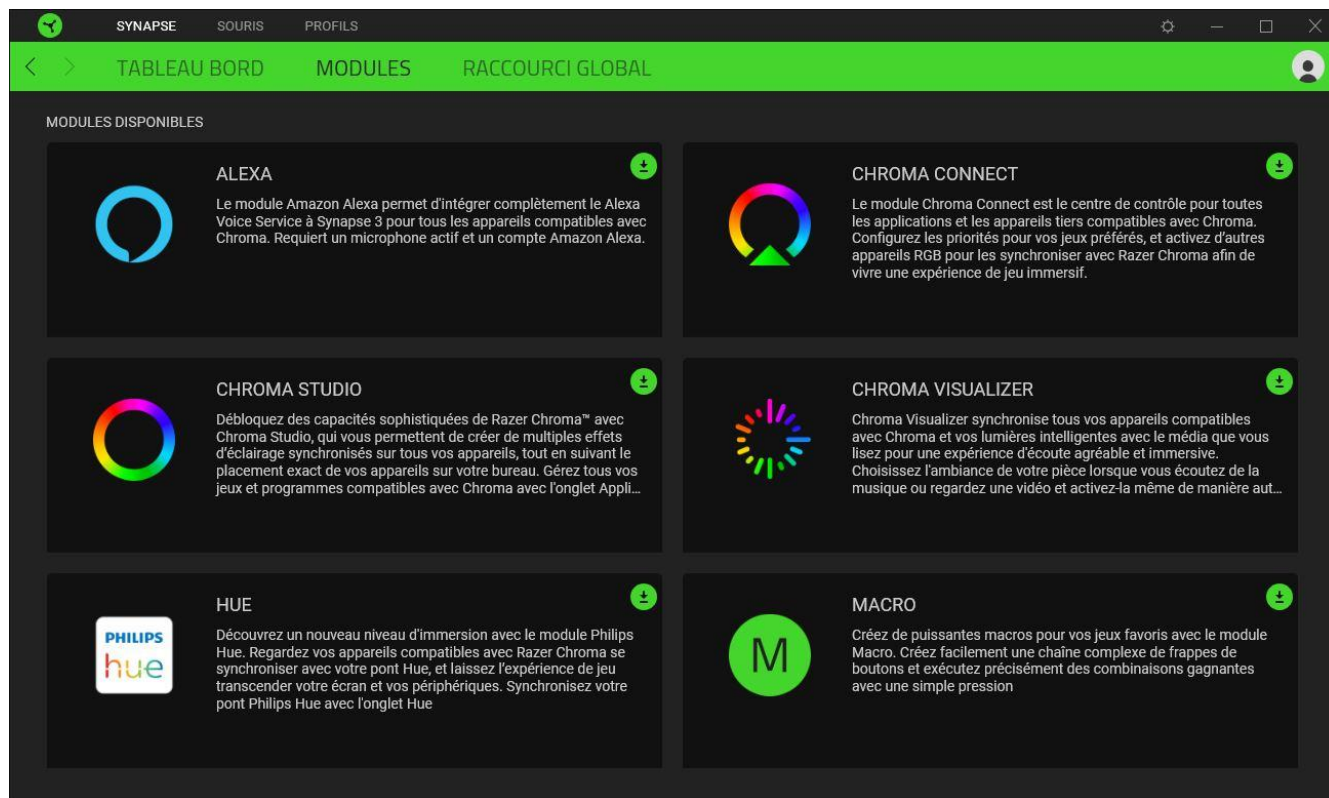 SYNAPSE SOURIS PROFILS
TABLEAU BORD MODULES RACCOURCI GLOBAL
MODULES DISPONIBLES
ALEXA
Le module Amazon Alexa permet d'intégrer complètement le Alexa
Voice Service à Synapse 3 pour tous les appareils compatibles avec
Chroma. Requiert un microphone actif et un compte Amazon Alexa.
CHROMA CONNECT
Le module Chroma Connect est le centre de contrôle pour toutes
les applications et les appareils tiers compatibles avec Chroma.
Configurez les priorités pour vos jeux préférés, et activez d'autres
appareils RGB pour les synchroniser avec Razer Chroma afin de
vivre une expérience de jeu immersif.
CHROMA STUDIO
Débloquez des capacités sophistiquées de Razer Chroma™ avec
Chroma Studio, qui vous permettent de créer de multiples effets
d'éclairage synchronisés sur tous vos appareils, tout en suivant le
placement exact de vos appareils sur votre bureau. Gérez tous vos
jeux et programmes compatibles avec Chroma avec l'onglet Appli...
CHROMA VISUALIZER
Chroma Visualizer synchronise tous vos appareils compatibles
avec Chroma et vos lumières intelligentes avec le média que vous
lisez pour une expérience d'écoute agréable et immersive.
Choisissez l'ambiance de votre pièce lorsque vous écoutez de la
musique ou regardez une vidéo et activez-la même de manière aut...
PHILIPS
hue
HUE
Découvrez un nouveau niveau d'immersion avec le module Philips
Hue. Regardez vos appareils compatibles avec Razer Chroma se
synchroniser avec votre pont Hue, et laissez l'expérience de jeu
transcender votre écran et vos périphériques. Synchronisez votre
pont Philips Hue avec l'onglet Hue
M
MACRO
Créez de puissantes macros pour vos jeux favoris avec le module
Macro. Créez facilement une chaîne complexe de frappes de
boutons et exécutez précisément des combinaisons gagnantes
avec une simple pression